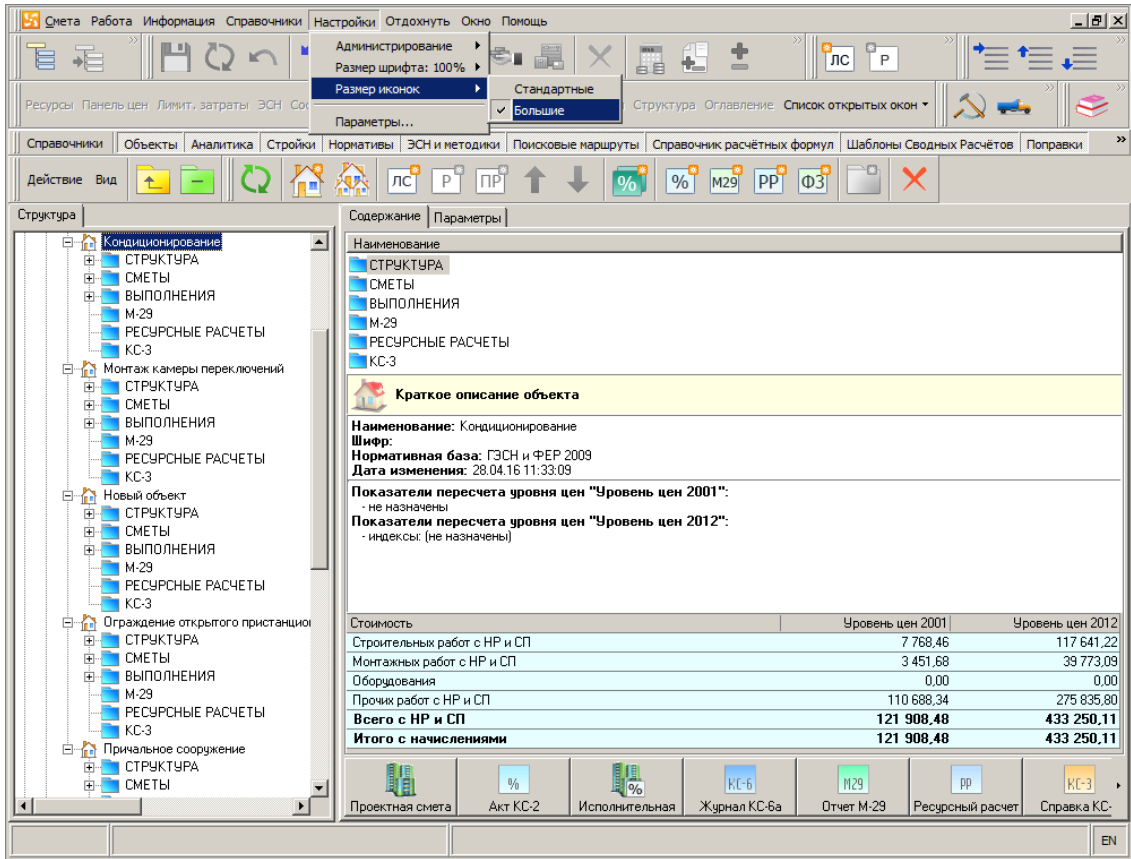 Смета Работа Информация Справочники Настройки Отдохнуть Окно Помощь
Администрирование
Размер шрифта: 100%
Размер иконок
Параметры...
Стандартные
Большие
ЛС Р
Ресурсы Панель цен Лимит. затраты ЭСН Структура Оглавление Список открытых окон
Справочники Объекты Аналитика Стройки Нормативы ЭСН и методики Поисковые маршруты Справочник расчётных формул Шаблоны Сводных Расчётов Поправки
Действие Вид ЛС Р ПР % % М29 РР ФЗ
Структура
Кондиционирование
СТРУКТУРА
СМЕТЫ
ВЫПОЛНЕНИЯ
М-29
РЕСУРСНЫЕ РАСЧЕТЫ
КС-3
Монтаж камеры переключений
СТРУКТУРА
СМЕТЫ
ВЫПОЛНЕНИЯ
М-29
РЕСУРСНЫЕ РАСЧЕТЫ
КС-3
Новый объект
СТРУКТУРА
СМЕТЫ
ВЫПОЛНЕНИЯ
М-29
РЕСУРСНЫЕ РАСЧЕТЫ
КС-3
Ограждение открытого пристанцио
СТРУКТУРА
СМЕТЫ
ВЫПОЛНЕНИЯ
М-29
РЕСУРСНЫЕ РАСЧЕТЫ
КС-3
Причальное сооружение
СТРУКТУРА
СМЕТЫ
Содержание Параметры
Наименование
СТРУКТУРА
СМЕТЫ
ВЫПОЛНЕНИЯ
М-29
РЕСУРСНЫЕ РАСЧЕТЫ
КС-3
Краткое описание объекта
Наименование: Кондиционирование
Шифр:
Нормативная база: ГЭСН и ФЕР 2009
Дата изменения: 28.04.16 11:33:09
Показатели пересчета уровня цен "Уровень цен 2001":
- не назначены
Показатели пересчета уровня цен "Уровень цен 2012":
- индексы: (не назначены)
Стоимость Уровень цен 2001 Уровень цен 2012
Строительных работ с НР и СП 7 768,46 117 641,22
Монтажных работ с НР и СП 3 451,68 39 773,09
Оборудования 0,00 0,00
Прочих работ с НР и СП 110 688,34 275 835,80
Всего с НР и СП 121 908,48 433 250,11
Итого с начислениями 121 908,48 433 250,11
% % КС-6 М29 РР КС-3
Проектная смета Акт КС-2 Исполнительная Журнал КС-6а Отчет М-29 Ресурсный расчет Справка КС-
EN